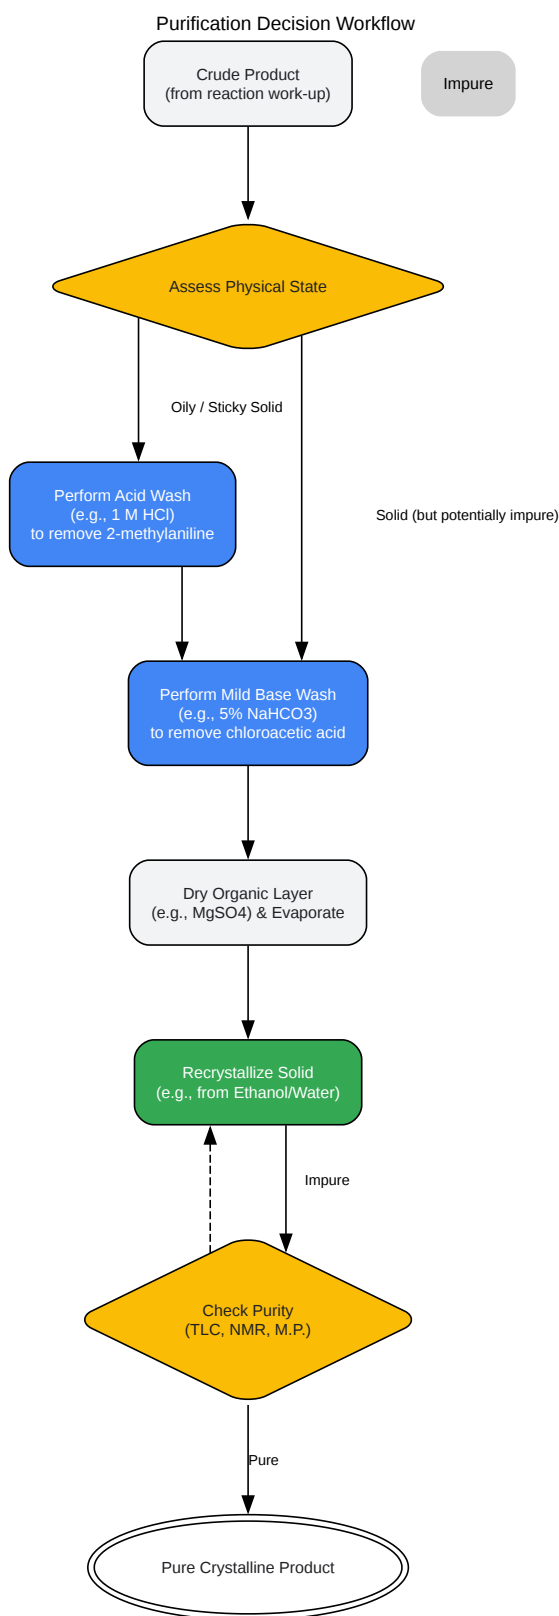 Purification Decision Workflow
Crude Product
(from reaction work-up)
Impure
Assess Physical State
Oily / Sticky Solid
Perform Acid Wash
(e.g., 1 M HCl)
to remove 2-methylaniline
Solid (but potentially impure)
Perform Mild Base Wash
(e.g., 5% NaHCO3)
to remove chloroacetic acid
Dry Organic Layer
(e.g., MgSO4) & Evaporate
Recrystallize Solid
(e.g., from Ethanol/Water)
Impure
Check Purity
(TLC, NMR, M.P.)
Pure
Pure Crystalline Product